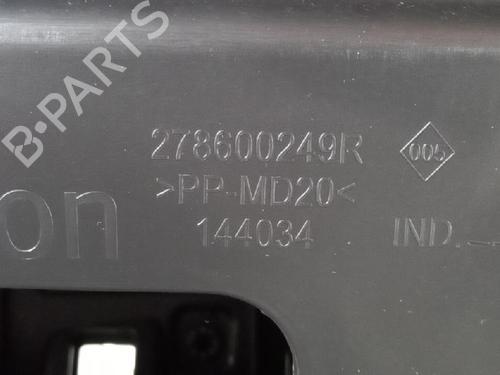 B-PARTS
278600249R
005
>PP-MD20<
on
144034
IND.